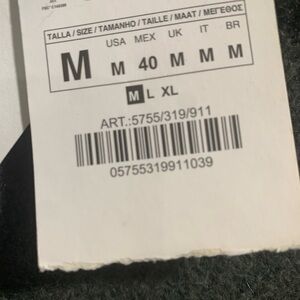 TALLA / SIZE / TAMANHO / TAILLE / MAAT / ΜΕΓΕΘΟΣ
USA MEX UK IT BR
M M 40 M M M
M L XL
ART.:5755/319/911
05755319911039